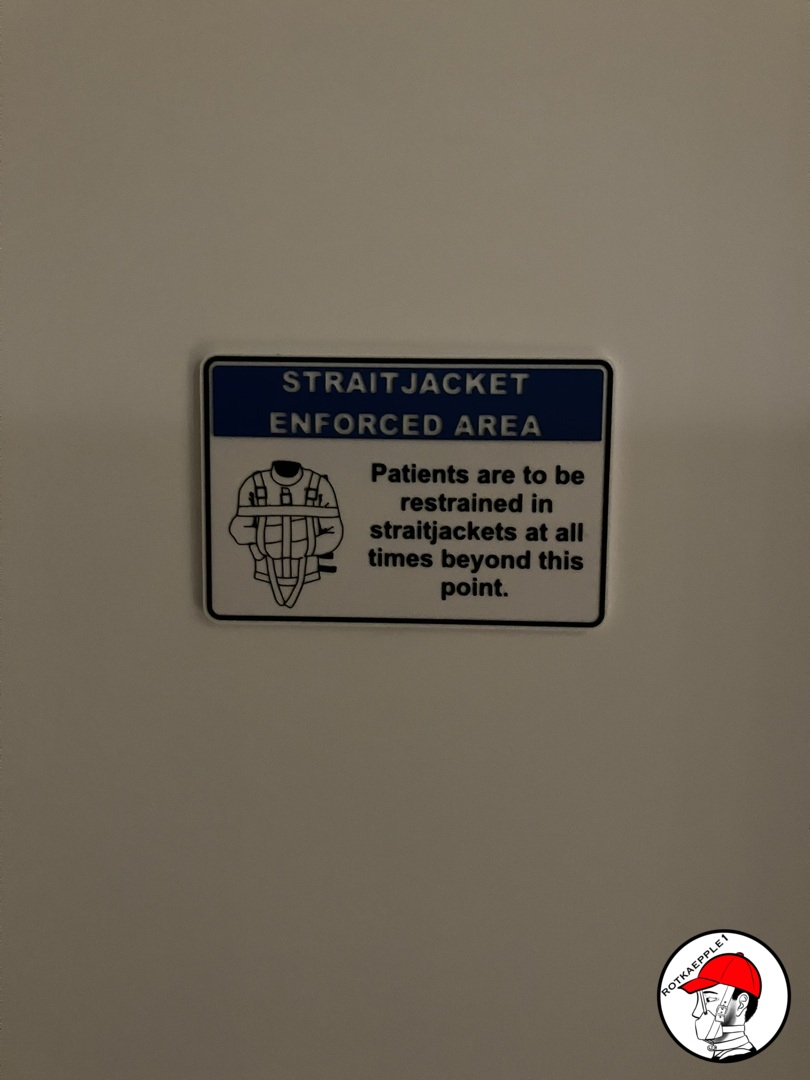 STRAITJACKET
ENFORCED AREA
Patients are to be
restrained in
straitjackets at all
times beyond this
point.
ROTKAEPPLE1